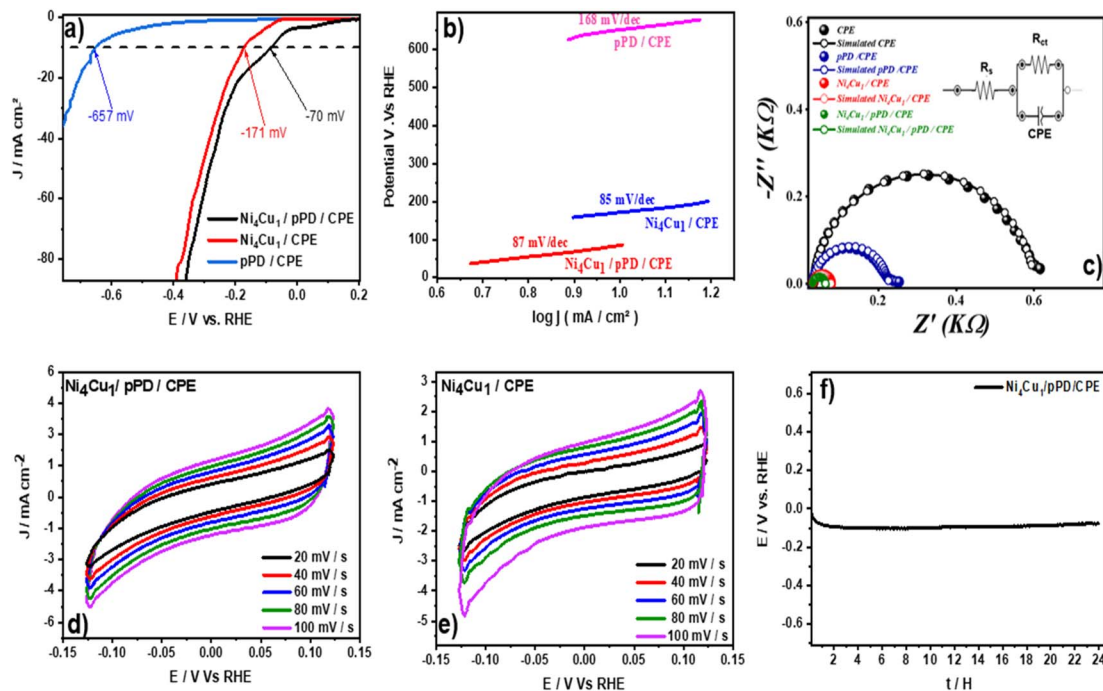 a)
J / mA cm⁻²
0
-20
-40
-60
-80
-657 mV
-171 mV
-70 mV
Ni₄Cu₁ / pPD / CPE
Ni₄Cu₁ / CPE
pPD / CPE
-0.6 -0.4 -0.2 0.0 0.2
E / V vs. RHE
b)
Potential V .Vs RHE
700
600
500
400
300
200
100
0
168 mV/dec
pPD / CPE
85 mV/dec
Ni₄Cu₁ / CPE
87 mV/dec
Ni₄Cu₁ / pPD / CPE
0.6 0.7 0.8 0.9 1.0 1.1 1.2 1.3
log J ( mA / cm² )
c)
-Z'' (KΩ)
0.6
0.4
0.2
0.0
CPE
Simulated CPE
pPD /CPE
Simulated pPD /CPE
Ni₄Cu₁ / CPE
Simulated Ni₄Cu₁ / CPE
Ni₄Cu₁ / pPD / CPE
Simulated Ni₄Cu₁ / pPD / CPE
Rₛ
R_ct
CPE
0.2 0.4 0.6 0.8
Z' (KΩ)
Ni₄Cu₁/ pPD / CPE
J / mA cm⁻²
6
5
3
2
0
-2
-3
-5
-6
20 mV / s
40 mV / s
60 mV / s
80 mV / s
100 mV / s
d)
-0.15 -0.10 -0.05 0.00 0.05 0.10 0.15
E / V Vs RHE
Ni₄Cu₁ / CPE
J / mA cm⁻²
3
2
1
0
-1
-2
-3
-4
-5
20 mV / s
40 mV / s
60 mV / s
80 mV / s
100 mV / s
e)
-0.15 -0.10 -0.05 0.00 0.05 0.10 0.15
E / V Vs RHE
f)
Ni₄Cu₁/pPD/CPE
E / V Vs. RHE
0.6
0.4
0.2
0.0
-0.2
-0.4
-0.6
2 4 6 8 10 12 14 16 18 20 22 24
t / H